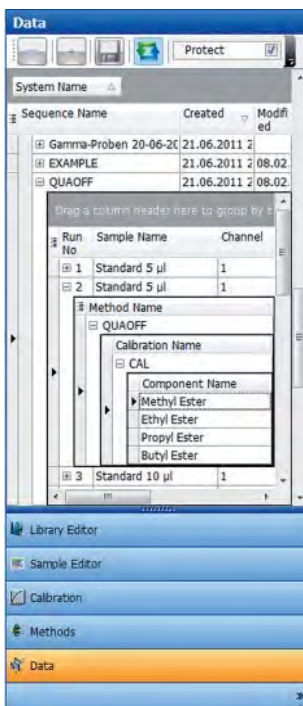 Data
Protect
System Name
Sequence Name Created Modified
Gamma-Proben 20-06-20 21.06.2011 2
EXAMPLE 21.06.2011 2 08.02.
QUAOFF 21.06.2011 2 08.02.
Drag a column header here to group by
Run No Sample Name Channel
1 Standard 5 µl 1
2 Standard 5 µl 1
Method Name
QUAOFF
Calbration Name
CAL
Component Name
Methyl Ester
Ethyl Ester
Propyl Ester
Butyl Ester
3 Standard 10 µl 1
Library Editor
Sample Editor
Calbration
Methods
Data